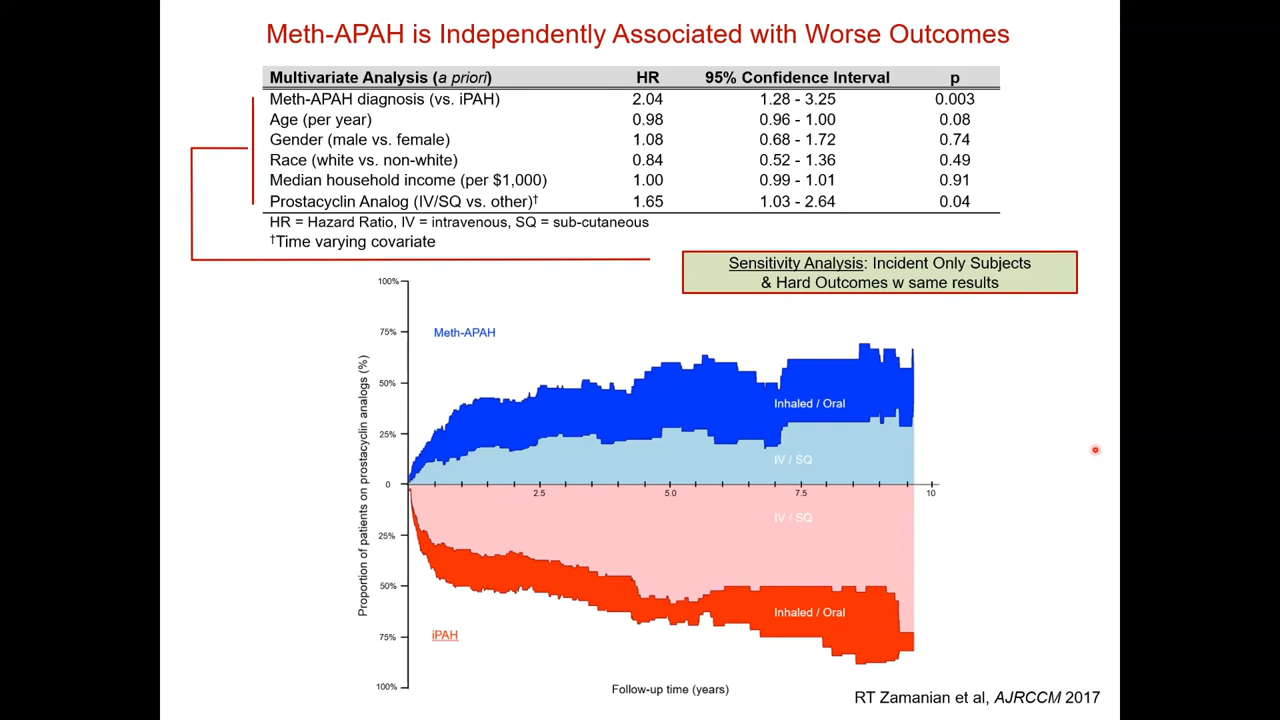 Meth-APAH is Independently Associated with Worse Outcomes
Multivariate Analysis (a priori) HR 95% Confidence Interval p
Meth-APAH diagnosis (vs. iPAH) 2.04 1.28 - 3.25 0.003
Age (per year) 0.98 0.96 - 1.00 0.08
Gender (male vs. female) 1.08 0.68 - 1.72 0.74
Race (white vs. non-white) 0.84 0.52 - 1.36 0.49
Median household income (per $1,000) 1.00 0.99 - 1.01 0.91
Prostacyclin Analog (IV/SQ vs. other)† 1.65 1.03 - 2.64 0.04
HR = Hazard Ratio, IV = intravenous, SQ = sub-cutaneous
†Time varying covariate
Sensitivity Analysis: Incident Only Subjects
& Hard Outcomes w same results
Proportion of patients on prostacyclin analogs (%)
100%
75%
50%
25%
0
25%
50%
75%
100%
Meth-APAH
Inhaled / Oral
IV / SQ
2.5 5.0 7.5 10
IV / SQ
Inhaled / Oral
iPAH
Follow-up time (years)
RT Zamanian et al, AJRCCM 2017